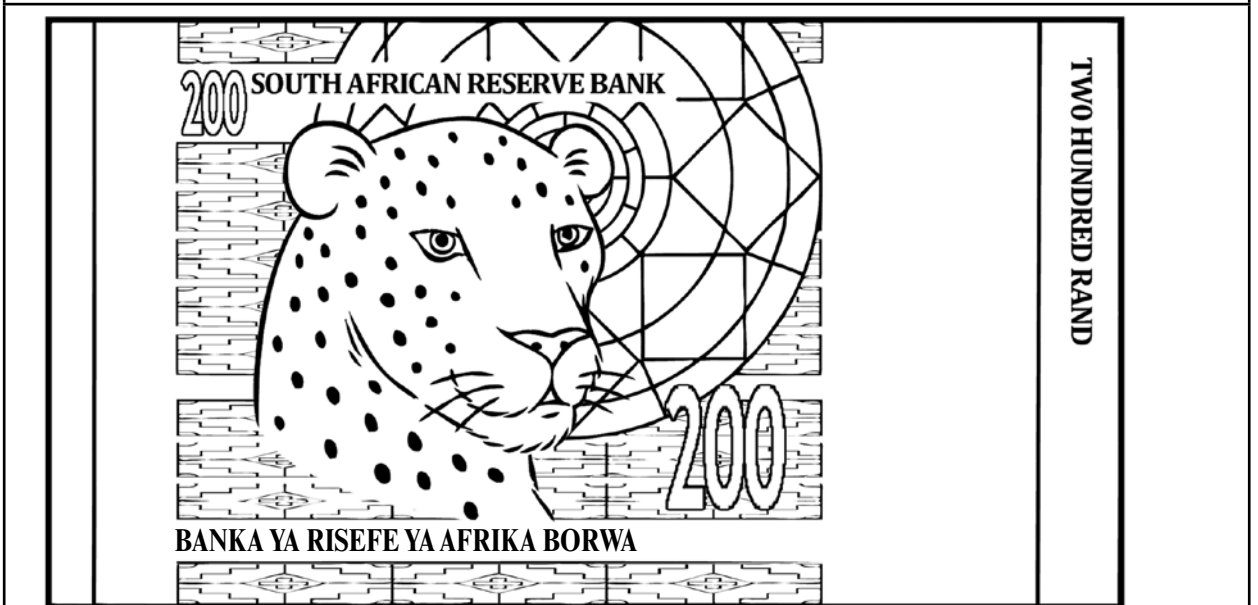 200 SOUTH AFRICAN RESERVE BANK
TWO HUNDRED RAND
200
BANKA YA RISEFE YA AFRIKA BORWA